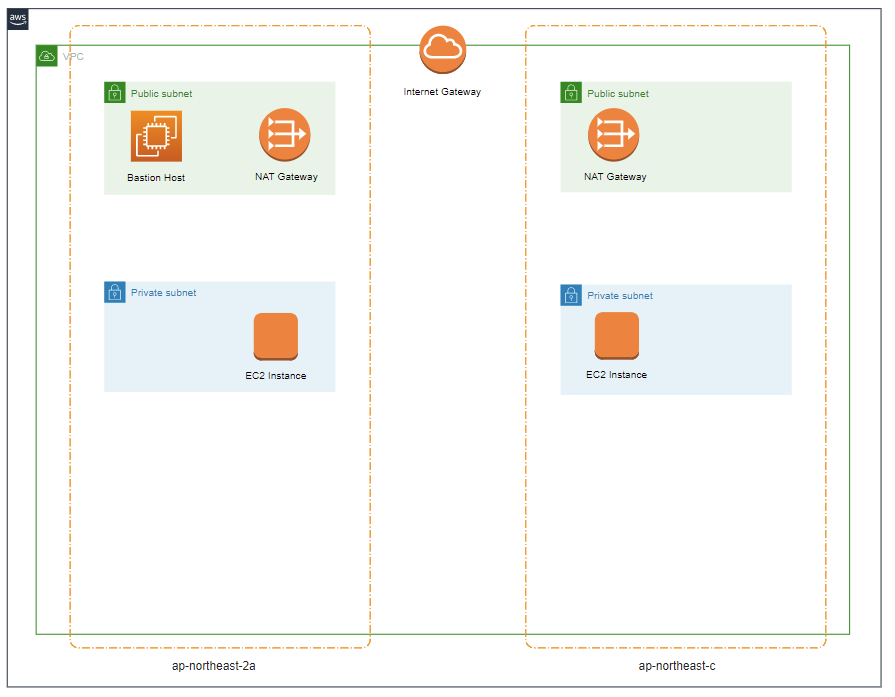 aws
VPC
Internet Gateway
Public subnet
Bastion Host
NAT Gateway
Public subnet
NAT Gateway
Private subnet
EC2 Instance
Private subnet
EC2 Instance
ap-northeast-2a
ap-northeast-c